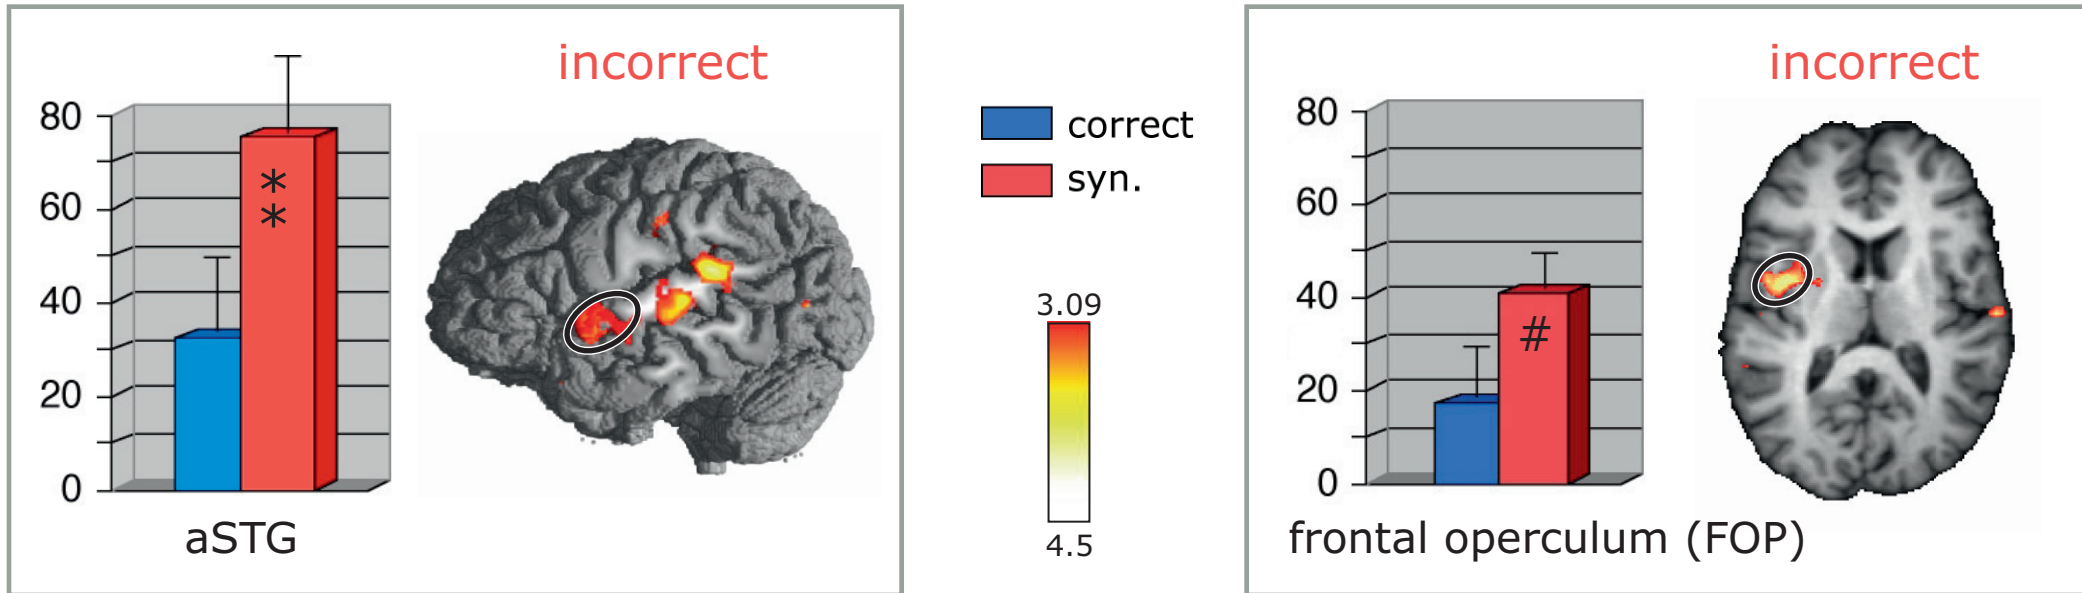 incorrect
80
60
40
20
0
*
*
aSTG
correct
syn.
3.09
4.5
incorrect
80
60
40
20
0
#
frontal operculum (FOP)